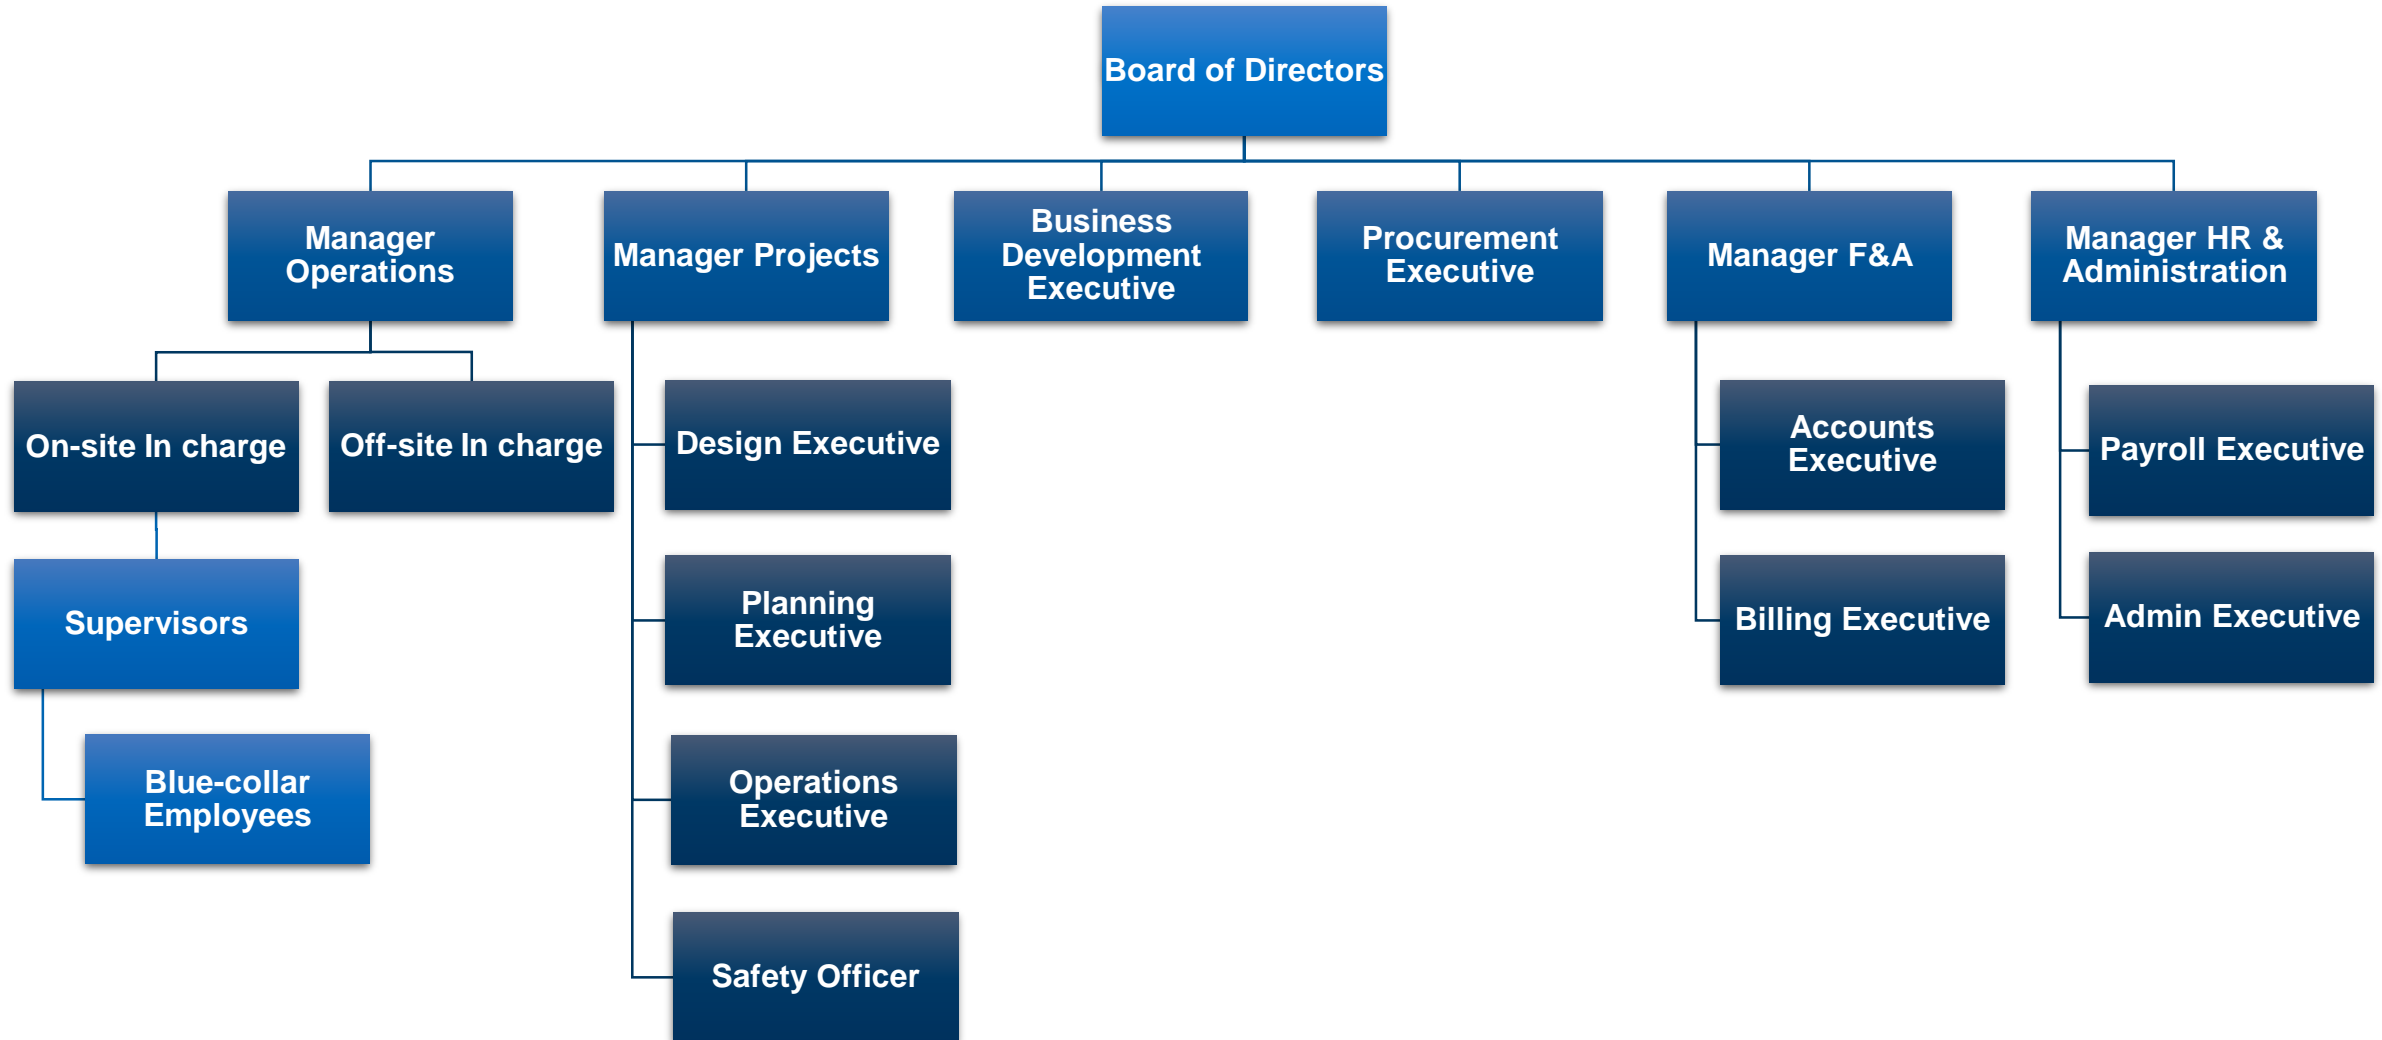 Board of Directors
Manager
Operations
Manager Projects
Business
Development
Executive
Procurement
Executive
Manager F&A
Manager HR &
Administration
On-site In charge
Off-site In charge
Design Executive
Accounts
Executive
Payroll Executive
Supervisors
Planning
Executive
Billing Executive
Admin Executive
Blue-collar
Employees
Operations
Executive
Safety Officer